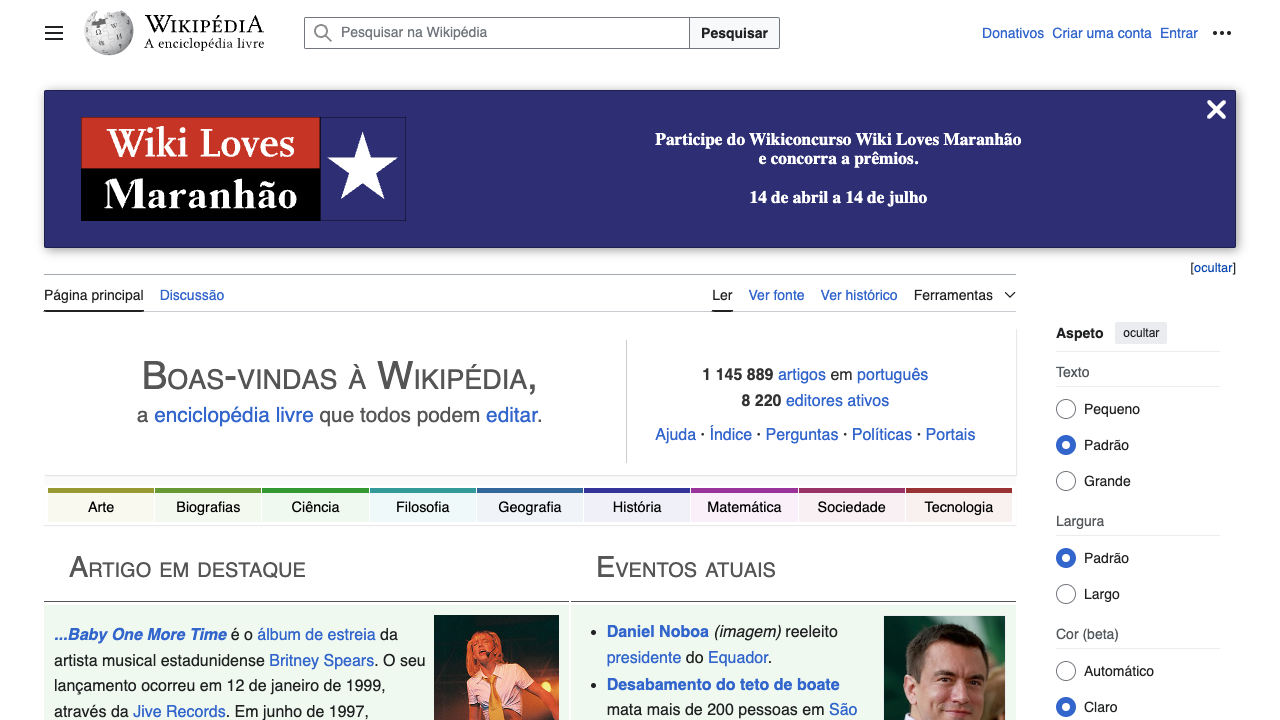 WIKIPÉDIA
A enciclopédia livre
Pesquisar na Wikipédia
Pesquisar
Donativos Criar uma conta Entrar
Wiki Loves
Maranhão
Participe do Wikiconcurso Wiki Loves Maranhão
e concorra a prêmios.
14 de abril a 14 de julho
[ocultar]
Página principal Discussão Ler Ver fonte Ver histórico Ferramentas
Boas-vindas à Wikipédia,
a enciclopédia livre que todos podem editar.
1 145 889 artigos em português
8 220 editores ativos
Ajuda · Índice · Perguntas · Políticas · Portais
Arte Biografias Ciência Filosofia Geografia História Matemática Sociedade Tecnologia
Artigo em destaque
...Baby One More Time é o álbum de estreia da
artista musical estadunidense Britney Spears. O seu
lançamento ocorreu em 12 de janeiro de 1999,
através da Jive Records. Em junho de 1997,
Eventos atuais
• Daniel Noboa (imagem) reeleito
presidente do Equador.
• Desabamento do teto de boate
mata mais de 200 pessoas em São
Aspeto ocultar
Texto
Pequeno
Padrão
Grande
Largura
Padrão
Largo
Cor (beta)
Automático
Claro